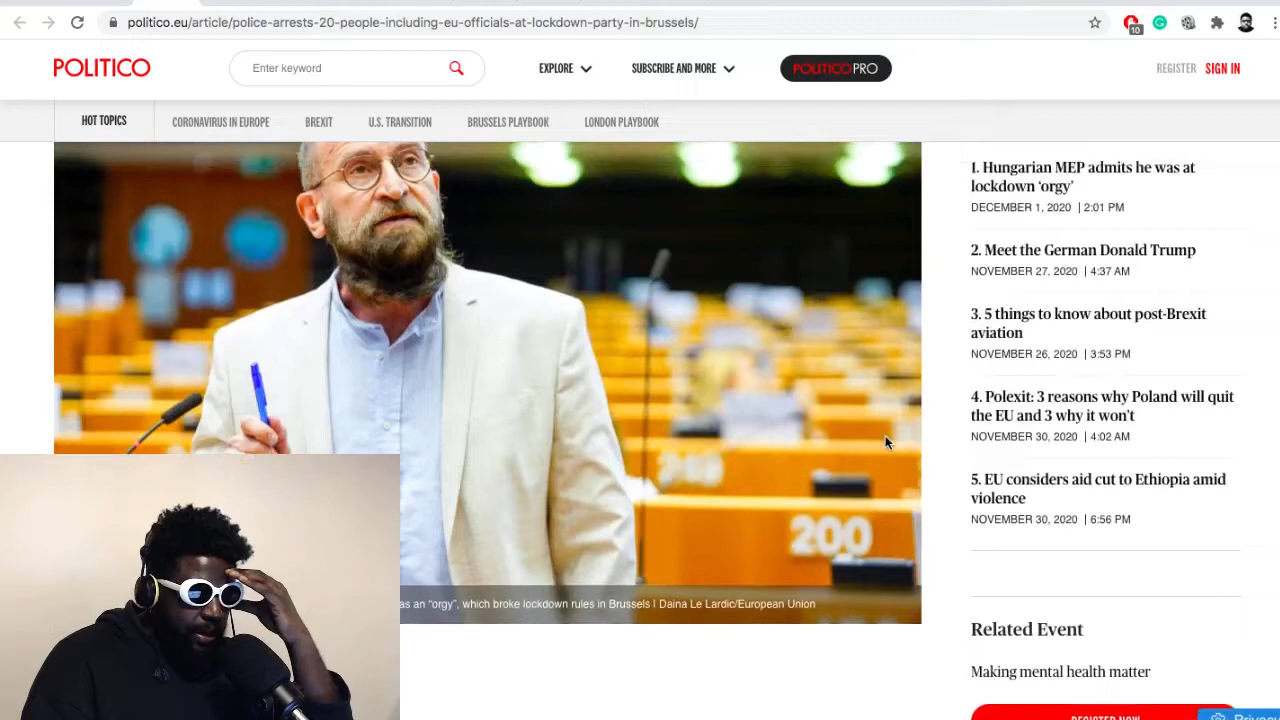 politico.eu/article/police-arrests-20-people-including-eu-officials-at-lockdown-party-in-brussels/
10
POLITICO
Enter keyword
EXPLORE
SUBSCRIBE AND MORE
POLITICO PRO
REGISTER SIGN IN
HOT TOPICS
CORONAVIRUS IN EUROPE
BREXIT
U.S. TRANSITION
BRUSSELS PLAYBOOK
LONDON PLAYBOOK
200
as an “orgy”, which broke lockdown rules in Brussels | Daina Le Lardic/European Union
1. Hungarian MEP admits he was at
lockdown ‘orgy’
DECEMBER 1, 2020 | 2:01 PM
2. Meet the German Donald Trump
NOVEMBER 27, 2020 | 4:37 AM
3. 5 things to know about post-Brexit
aviation
NOVEMBER 26, 2020 | 3:53 PM
4. Polexit: 3 reasons why Poland will quit
the EU and 3 why it won’t
NOVEMBER 30, 2020 | 4:02 AM
5. EU considers aid cut to Ethiopia amid
violence
NOVEMBER 30, 2020 | 6:56 PM
Related Event
Making mental health matter
REGISTER NOW
Privacy